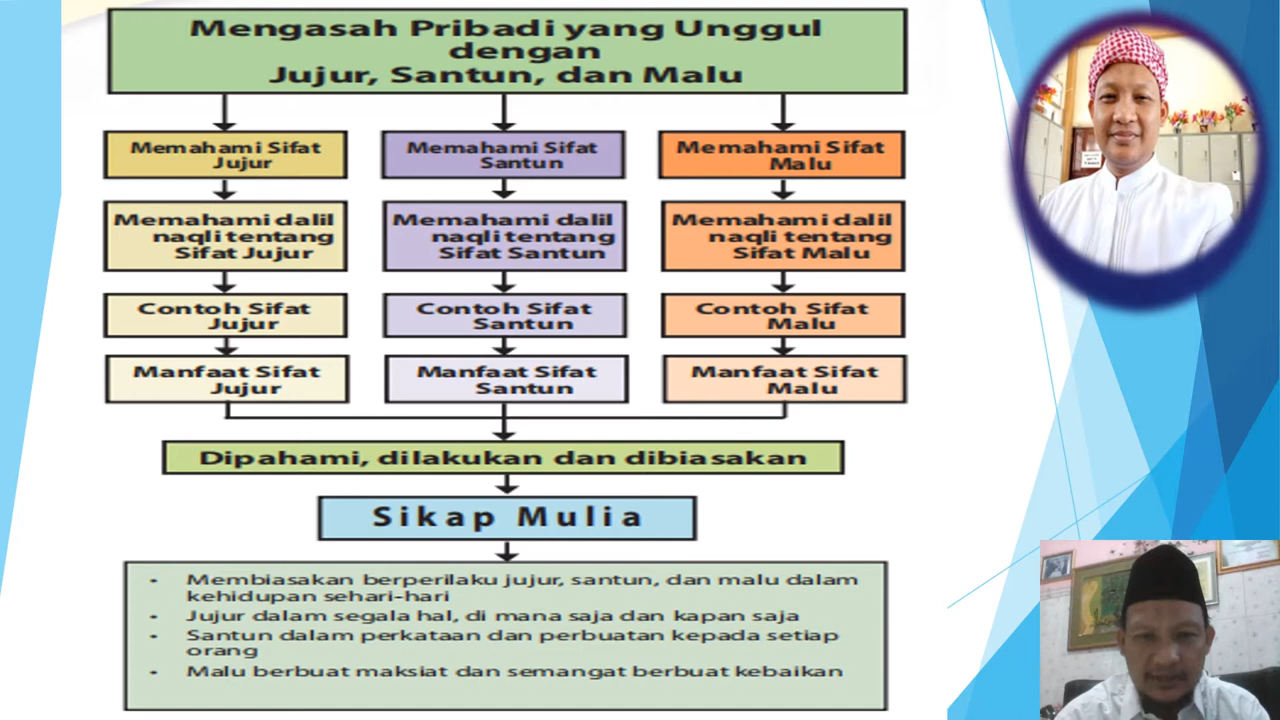 Mengasah Pribadi yang Unggul
dengan
Jujur, Santun, dan Malu
Memahami Sifat
Jujur
Memahami Sifat
Santun
Memahami Sifat
Malu
Memahami dalil
naqli tentang
Sifat Jujur
Memahami dalil
naqli tentang
Sifat Santun
Memahami dalil
naqli tentang
Sifat Malu
Contoh Sifat
Jujur
Contoh Sifat
Santun
Contoh Sifat
Malu
Manfaat Sifat
Jujur
Manfaat Sifat
Santun
Manfaat Sifat
Malu
Dipahami, dilakukan dan dibiasakan
Sikap Mulia
• Membiasakan berperilaku jujur, santun, dan malu dalam
kehidupan sehari-hari
• Jujur dalam segala hal, di mana saja dan kapan saja
• Santun dalam perkataan dan perbuatan kepada setiap
orang
• Malu berbuat maksiat dan semangat berbuat kebaikan